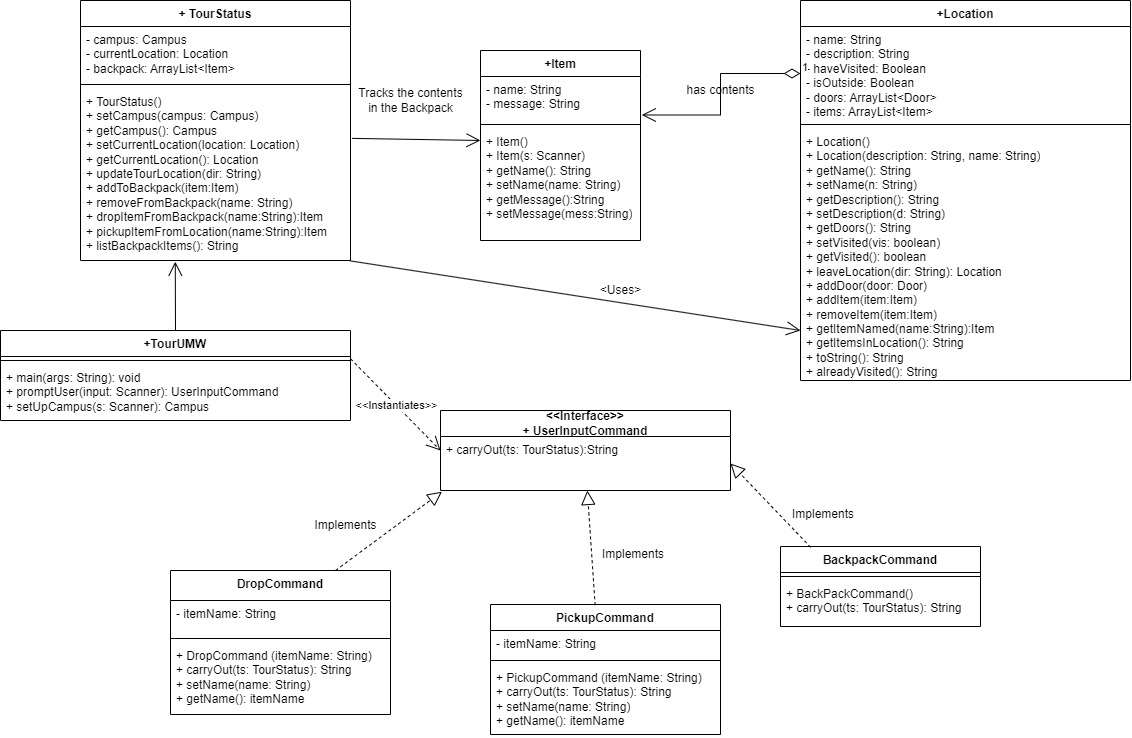 + TourStatus
- campus: Campus
- currentLocation: Location
- backpack: ArrayList<Item>
+ TourStatus()
+ setCampus(campus: Campus)
+ getCampus(): Campus
+ setCurrentLocation(location: Location)
+ getCurrentLocation(): Location
+ updateTourLocation(dir: String)
+ addToBackpack(item:Item)
+ removeFromBackpack(name: String)
+ dropItemFromBackpack(name:String):Item
+ pickupItemFromLocation(name:String):Item
+ listBackpackItems(): String
Tracks the contents
in the Backpack
+Item
- name: String
- message: String
+ Item()
+ Item(s: Scanner)
+ getName(): String
+ setName(name: String)
+ getMessage():String
+ setMessage(mess:String)
has contents
1
+Location
- name: String
- description: String
- haveVisited: Boolean
- isOutside: Boolean
- doors: ArrayList<Door>
- items: ArrayList<Item>
+ Location()
+ Location(description: String, name: String)
+ getName(): String
+ setName(n: String)
+ getDescription(): String
+ setDescription(d: String)
+ getDoors(): String
+ setVisited(vis: boolean)
+ getVisited(): boolean
+ leaveLocation(dir: String): Location
+ addDoor(door: Door)
+ addItem(item:Item)
+ removeItem(item:Item)
+ getItemNamed(name:String):Item
+ getItemsInLocation(): String
+ toString(): String
+ alreadyVisited(): String
<Uses>
+TourUMW
+ main(args: String): void
+ promptUser(input: Scanner): UserInputCommand
+ setUpCampus(s: Scanner): Campus
<<Instantiates>>
<<Interface>>
+ UserInputCommand
+ carryOut(ts: TourStatus):String
Implements
Implements
Implements
DropCommand
- itemName: String
+ DropCommand (itemName: String)
+ carryOut(ts: TourStatus): String
+ setName(name: String)
+ getName(): itemName
PickupCommand
- itemName: String
+ PickupCommand (itemName: String)
+ carryOut(ts: TourStatus): String
+ setName(name: String)
+ getName(): itemName
BackpackCommand
+ BackPackCommand()
+ carryOut(ts: TourStatus): String